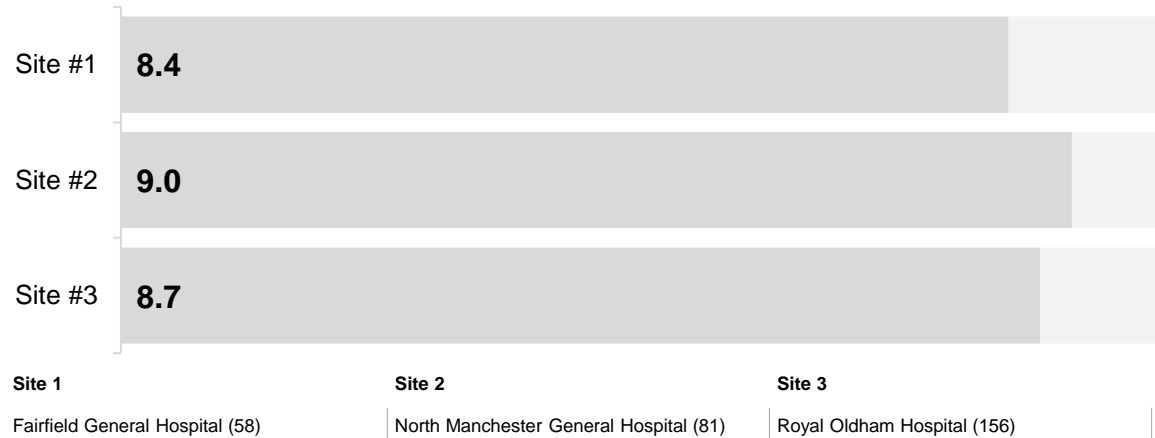 Site #1
8.4
Site #2
9.0
Site #3
8.7
Site 1
Site 2
Site 3
Fairfield General Hospital (58)
North Manchester General Hospital (81)
Royal Oldham Hospital (156)